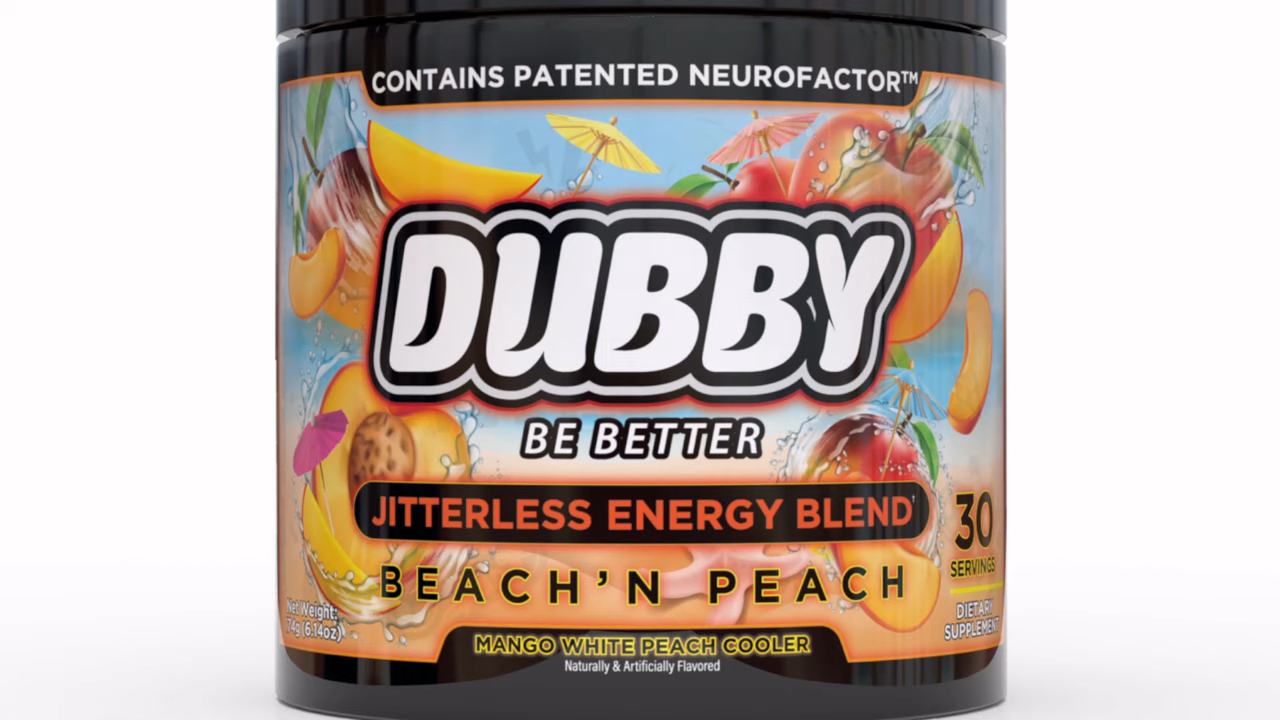 CONTAINS PATENTED NEUROFACTOR™
DUBBY
BE BETTER
JITTERLESS ENERGY BLEND†
BEACH'N PEACH
30
SERVINGS
Net Weight:
74g (6.14oz)
DIETARY
SUPPLEMENT
MANGO WHITE PEACH COOLER
Naturally & Artificially Flavored